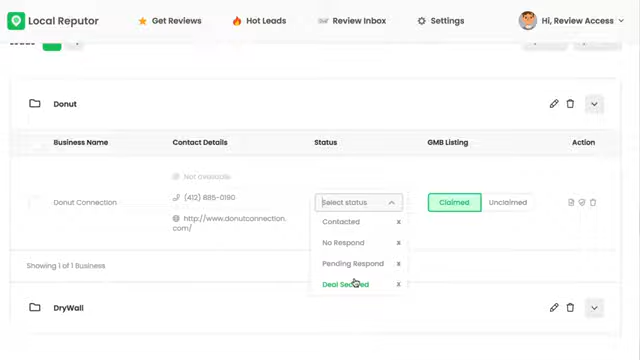 Local Reputor
Get Reviews
Hot Leads
Review Inbox
Settings
Hi, Review Access
Donut
Business Name
Contact Details
Status
GMB Listing
Action
Not available
Donut Connection
(412) 885-0190
http://www.donutconnection.
com/
Select status
Claimed
Unclaimed
Contacted x
No Respond x
Pending Respond x
Deal Secured x
Showing 1 of 1 Business
DryWall